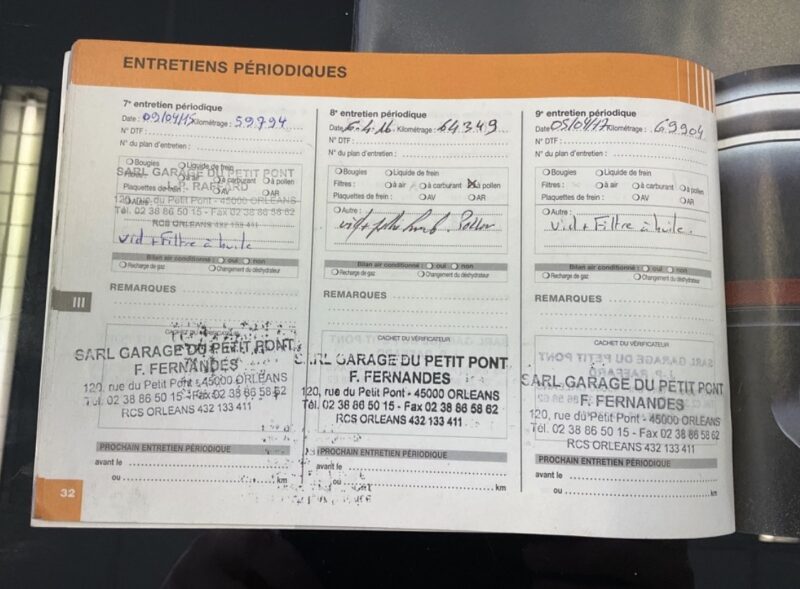 ENTRETIENS PÉRIODIQUES
7e entretien périodique
Date : 09/04/15 Kilométrage : 59794
N° DTF :
N° du plan d'entretien :
Bougies Liquide de frein
Filtres : à air à carburant à pollen
Plaquettes de frein : AV AR
Autre :
SARL GARAGE DU PETIT PONT
J.P. RAFFARD
120, rue du Petit Pont - 45000 ORLEANS
Tél. 02 38 86 50 15 - Fax 02 38 86 58 62
RCS ORLEANS 432 133 411
vid + Filtre à huile
Bilan air conditionné : oui non
Recharge de gaz Changement du déshydrateur
REMARQUES
CACHET DU VÉRIFICATEUR
SARL GARAGE DU PETIT PONT
F. FERNANDES
120, rue du Petit Pont - 45000 ORLEANS
Tél. 02 38 86 50 15 - Fax 02 38 86 58 62
RCS ORLEANS 432 133 411
PROCHAIN ENTRETIEN PÉRIODIQUE
avant le
ou km
8e entretien périodique
Date 6.4.16 Kilométrage : 64349
N° DTF :
N° du plan d'entretien :
Bougies Liquide de frein
Filtres : à air à carburant à pollen
Plaquettes de frein : AV AR
Autre :
Bilan air conditionné : oui non
Recharge de gaz Changement du déshydrateur
REMARQUES
CACHET DU VÉRIFICATEUR
SARL GARAGE DU PETIT PONT
F. FERNANDES
120, rue du Petit Pont - 45000 ORLEANS
Tél. 02 38 86 50 15 - Fax 02 38 86 58 62
RCS ORLEANS 432 133 411
PROCHAIN ENTRETIEN PÉRIODIQUE
avant le
ou km
9e entretien périodique
Date 05/04/17 Kilométrage : 69904
N° DTF :
N° du plan d'entretien :
Bougies Liquide de frein
Filtres : à air à carburant à pollen
Plaquettes de frein : AV AR
Autre :
Vid + Filtre à huile
Bilan air conditionné : oui non
Recharge de gaz Changement du déshydrateur
REMARQUES
CACHET DU VÉRIFICATEUR
SARL GARAGE DU PETIT PONT
F. FERNANDES
120, rue du Petit Pont - 45000 ORLEANS
Tél. 02 38 86 50 15 - Fax 02 38 86 58 62
RCS ORLEANS 432 133 411
PROCHAIN ENTRETIEN PÉRIODIQUE
avant le
ou km
III
32